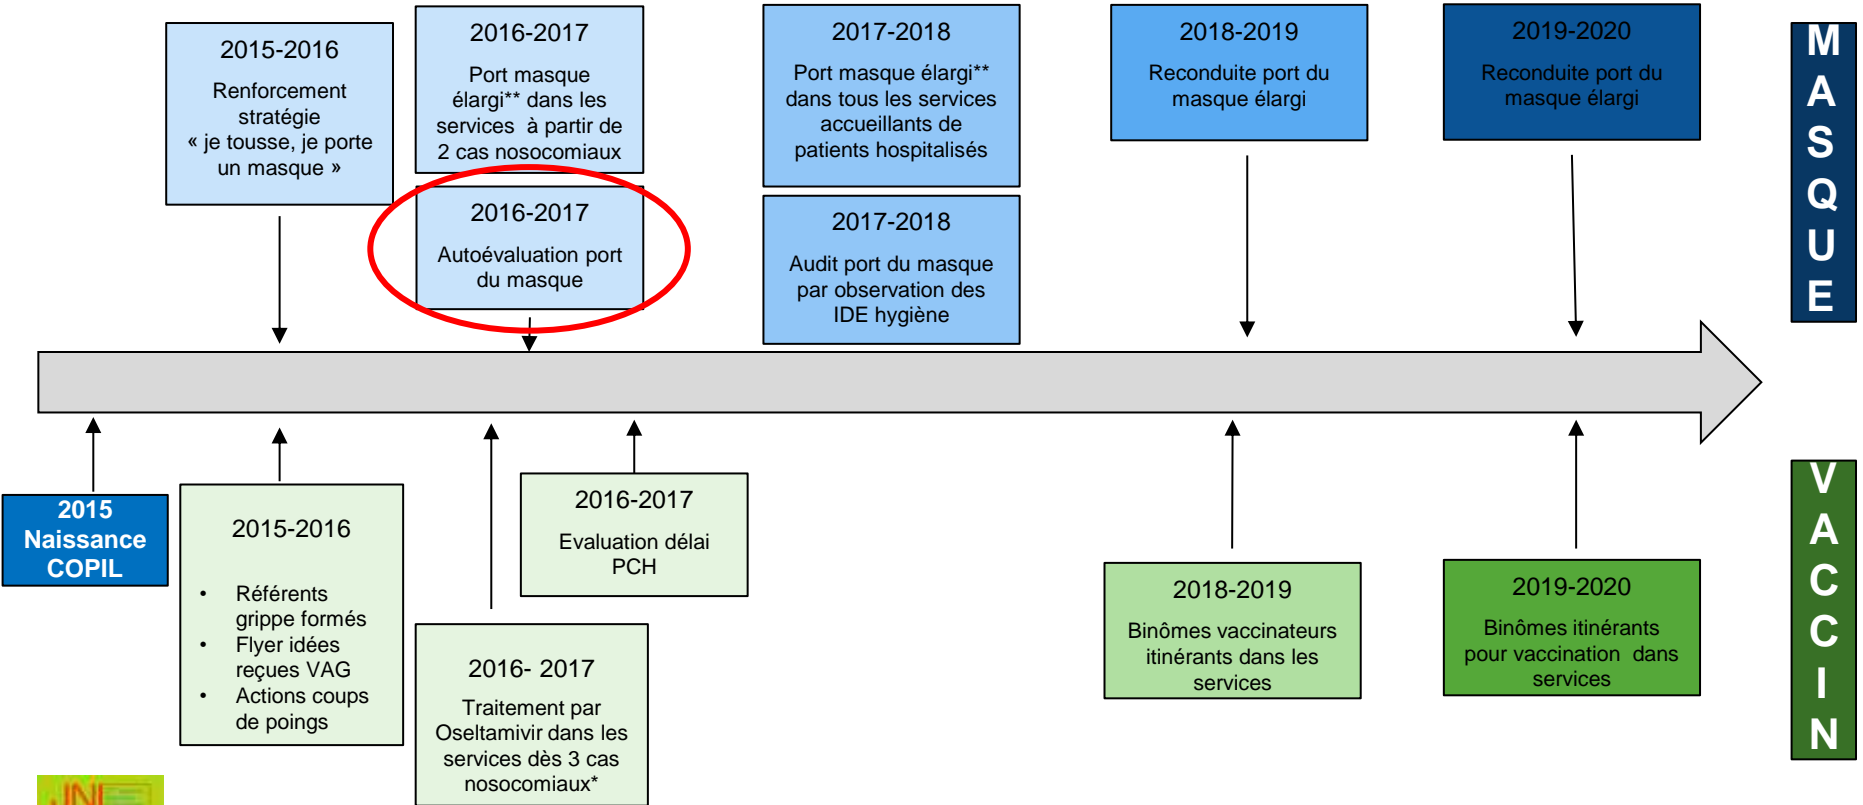 2015-2016
Renforcement
stratégie
« je tousse, je porte
un masque »
2016-2017
Port masque
élargi** dans les
services à partir de
2 cas nosocomiaux
2016-2017
Autoévaluation port
du masque
2017-2018
Port masque élargi**
dans tous les services
accueillants de
patients hospitalisés
2017-2018
Audit port du masque
par observation des
IDE hygiène
2018-2019
Reconduite port du
masque élargi
2019-2020
Reconduite port du
masque élargi
MASQUE
2015
Naissance
COPIL
2015-2016
• Référents
grippe formés
• Flyer idées
reçues VAG
• Actions coups
de poings
2016- 2017
Traitement par
Oseltamivir dans les
services dès 3 cas
nosocomiaux*
2016-2017
Evaluation délai
PCH
2018-2019
Binômes vaccinateurs
itinérants dans les
services
2019-2020
Binômes itinérants
pour vaccination dans
services
VACCIN